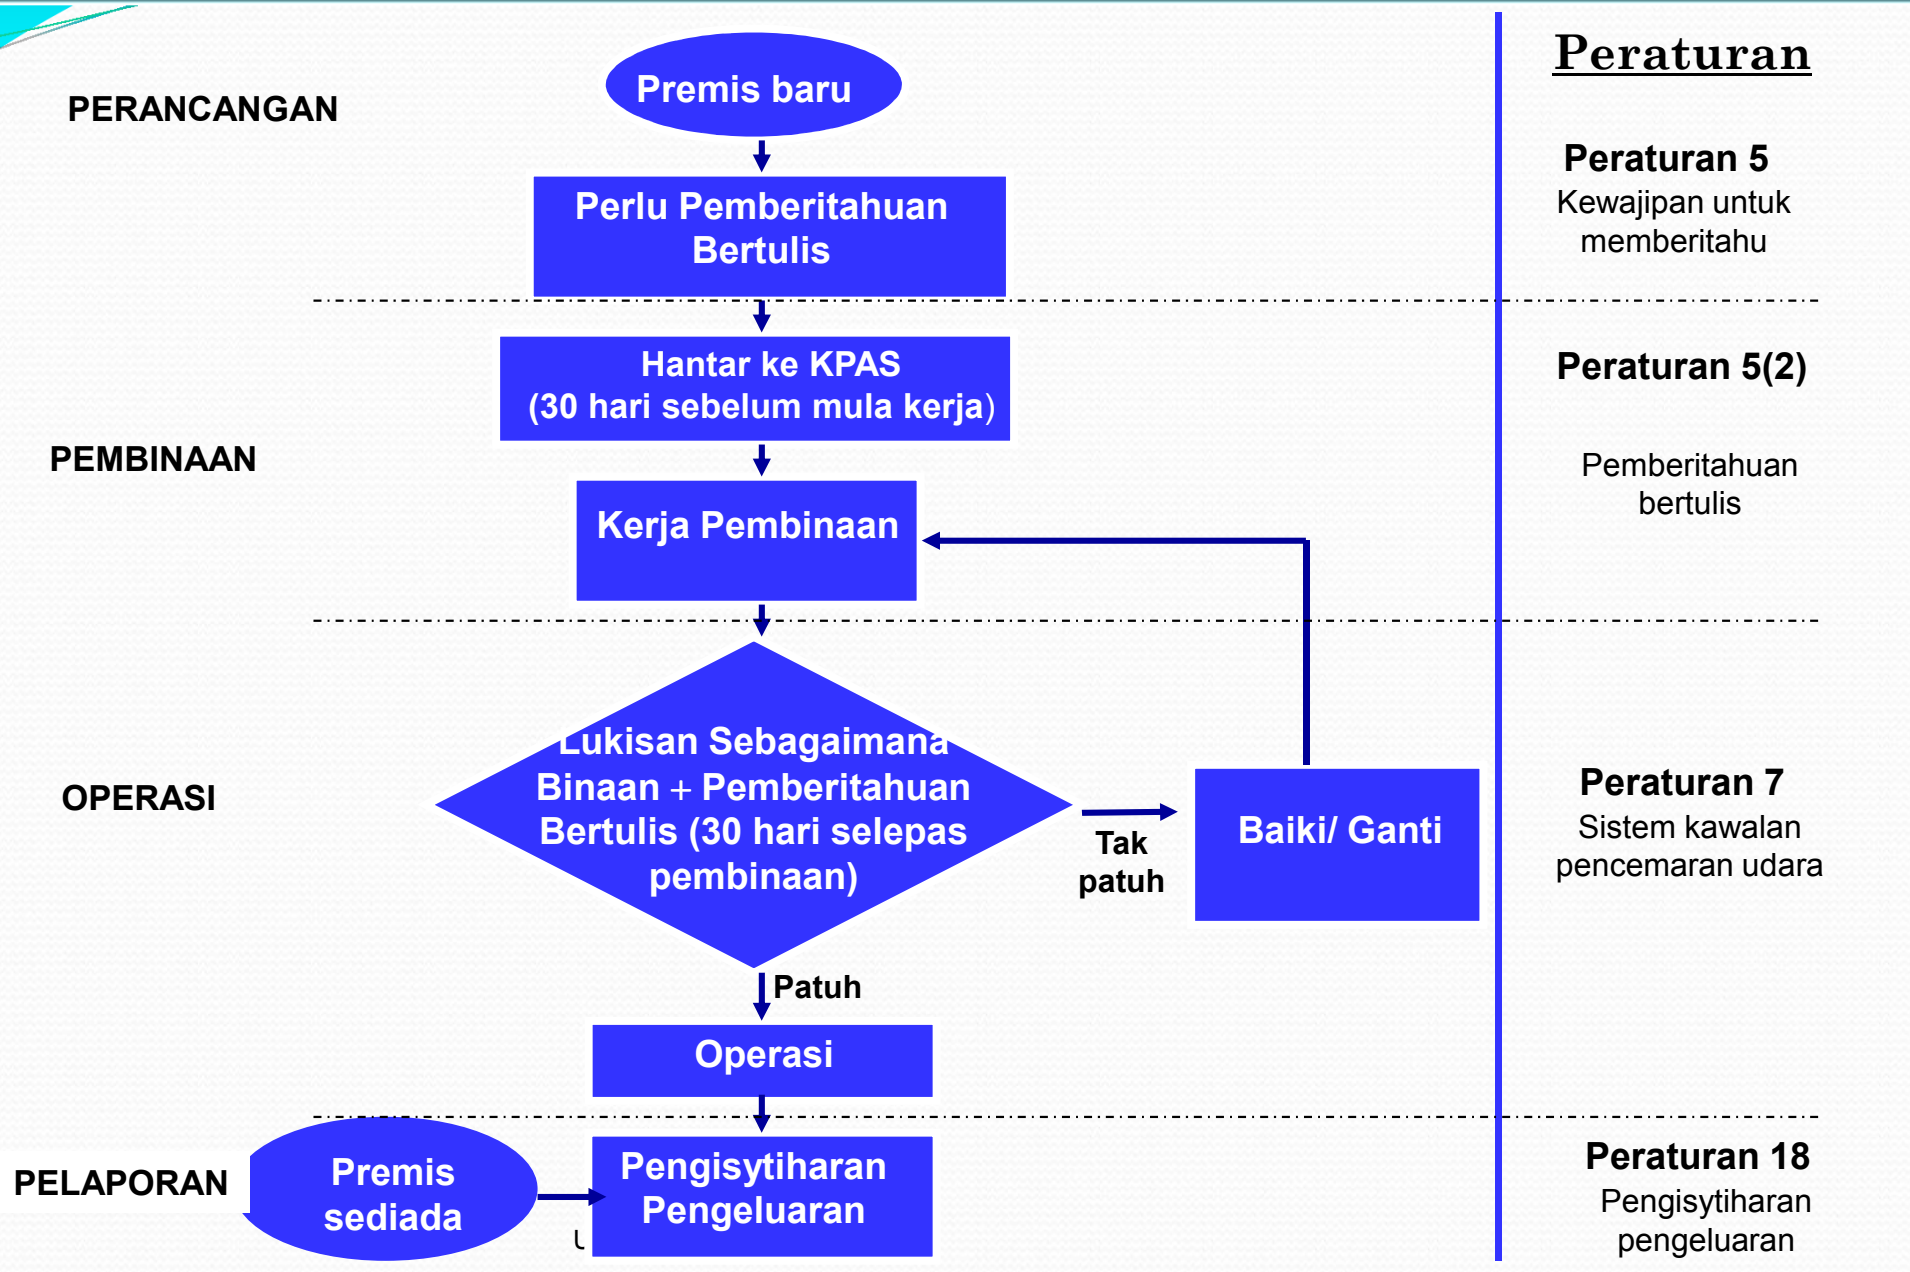 Peraturan
PERANCANGAN
Premis baru
Perlu Pemberitahuan
Bertulis
Peraturan 5
Kewajipan untuk
memberitahu
Hantar ke KPAS
(30 hari sebelum mula kerja)
PEMBINAAN
Kerja Pembinaan
Peraturan 5(2)
Pemberitahuan
bertulis
OPERASI
Lukisan Sebagaimana
Binaan + Pemberitahuan
Bertulis (30 hari selepas
pembinaan)
Tak
patuh
Baiki/ Ganti
Peraturan 7
Sistem kawalan
pencemaran udara
Patuh
Operasi
PELAPORAN
Premis
sediada
Pengisytiharan
Pengeluaran
Peraturan 18
Pengisytiharan
pengeluaran